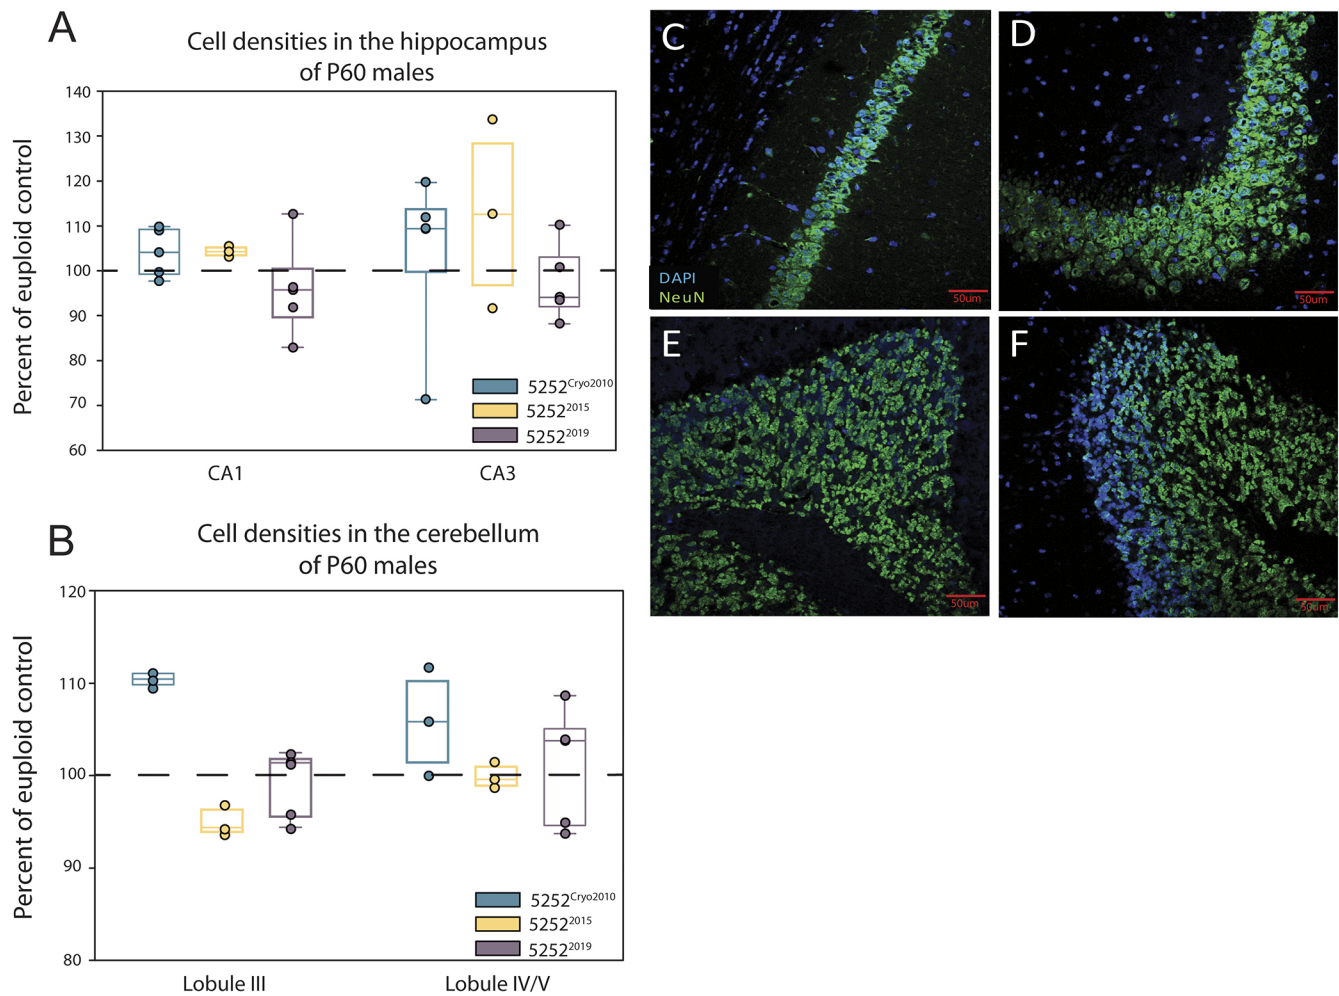 A
Cell densities in the hippocampus
of P60 males
Percent of euploid control
140
130
120
110
100
90
80
70
60
5252Cryo2010
52522015
52522019
CA1
CA3
B
Cell densities in the cerebellum
of P60 males
Percent of euploid control
120
110
100
90
80
5252Cryo2010
52522015
52522019
Lobule III
Lobule IV/V
C
DAPI
NeuN
50um
D
50um
E
50um
F
50um